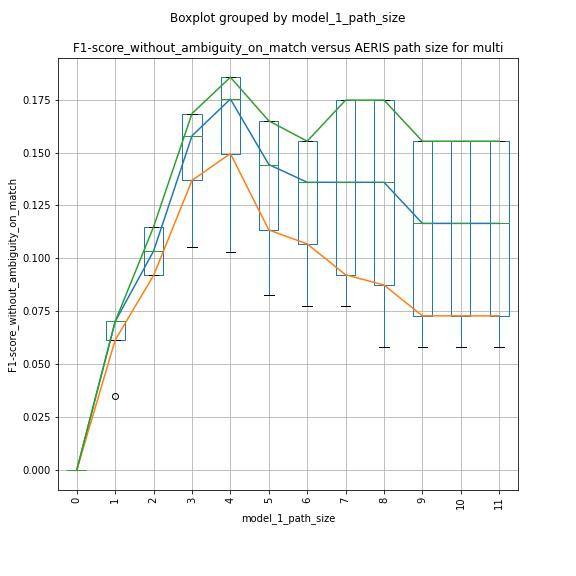 Boxplot grouped by model_1_path_size
F1-score_without_ambiguity_on_match versus AERIS path size for multi
F1-score_without_ambiguity_on_match
0.175
0.150
0.125
0.100
0.075
0.050
0.025
0.000
0 1 2 3 4 5 6 7 8 9 10 11
model_1_path_size